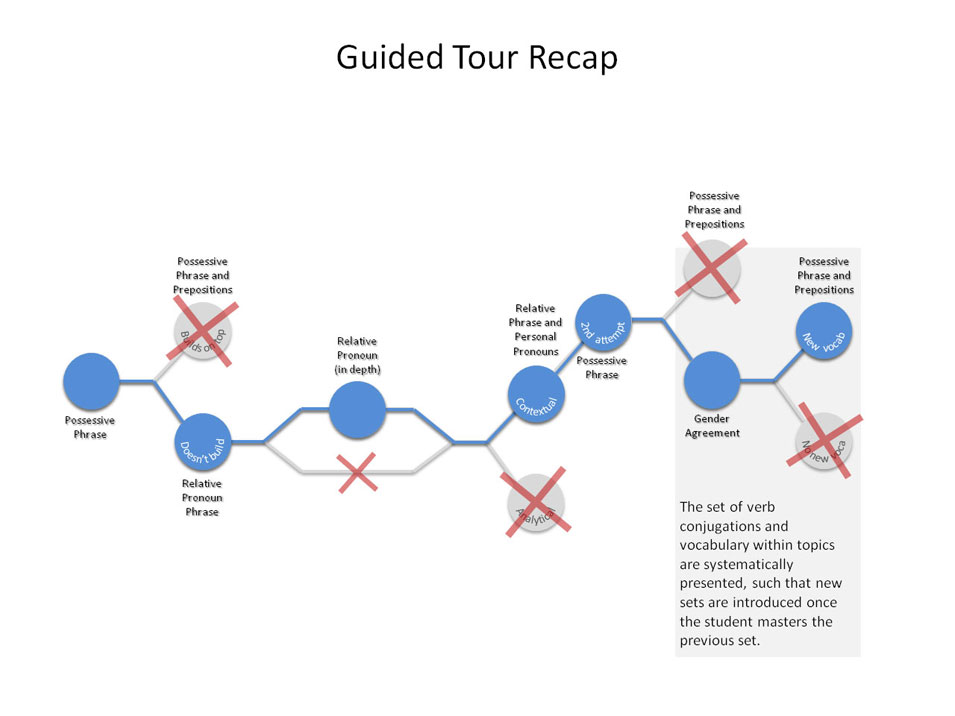 Guided Tour Recap
Possessive
Phrase
Possessive
Phrase and
Prepositions
Builds on top
Doesn't build
Relative
Pronoun
Phrase
Relative
Pronoun
(in depth)
Relative
Phrase and
Personal
Pronouns
Contextual
Analytical
2nd attempt
Possessive
Phrase
Possessive
Phrase and
Prepositions
Gender
Agreement
Possessive
Phrase and
Prepositions
New vocab
No new voca
The set of verb
conjugations and
vocabulary within topics
are systematically
presented, such that new
sets are introduced once
the student masters the
previous set.